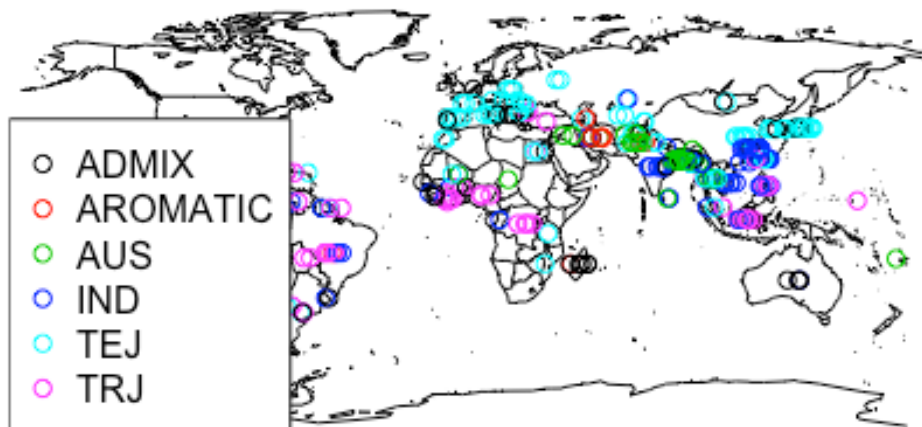 ADMIX
AROMATIC
AUS
IND
TEJ
TRJ